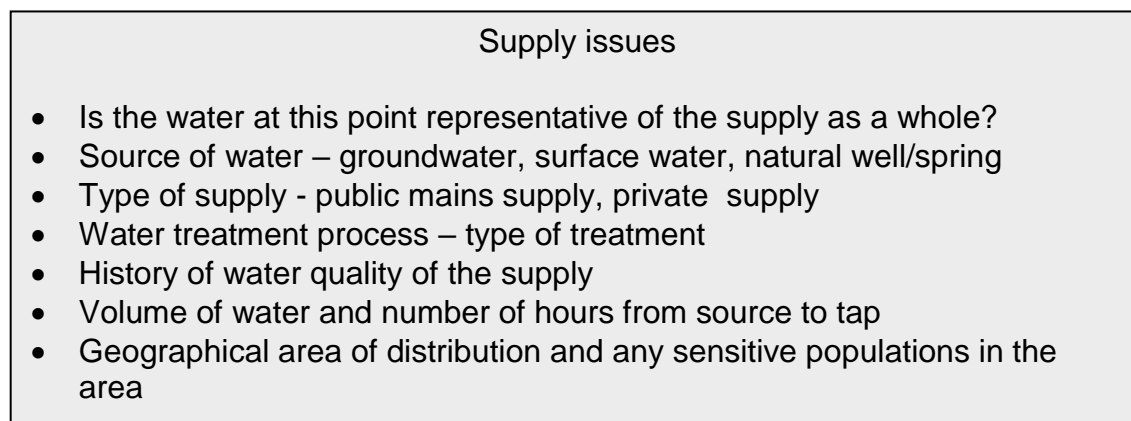 Supply issues
• Is the water at this point representative of the supply as a whole?
• Source of water – groundwater, surface water, natural well/spring
• Type of supply - public mains supply, private  supply
• Water treatment process – type of treatment
• History of water quality of the supply
• Volume of water and number of hours from source to tap
• Geographical area of distribution and any sensitive populations in the
area